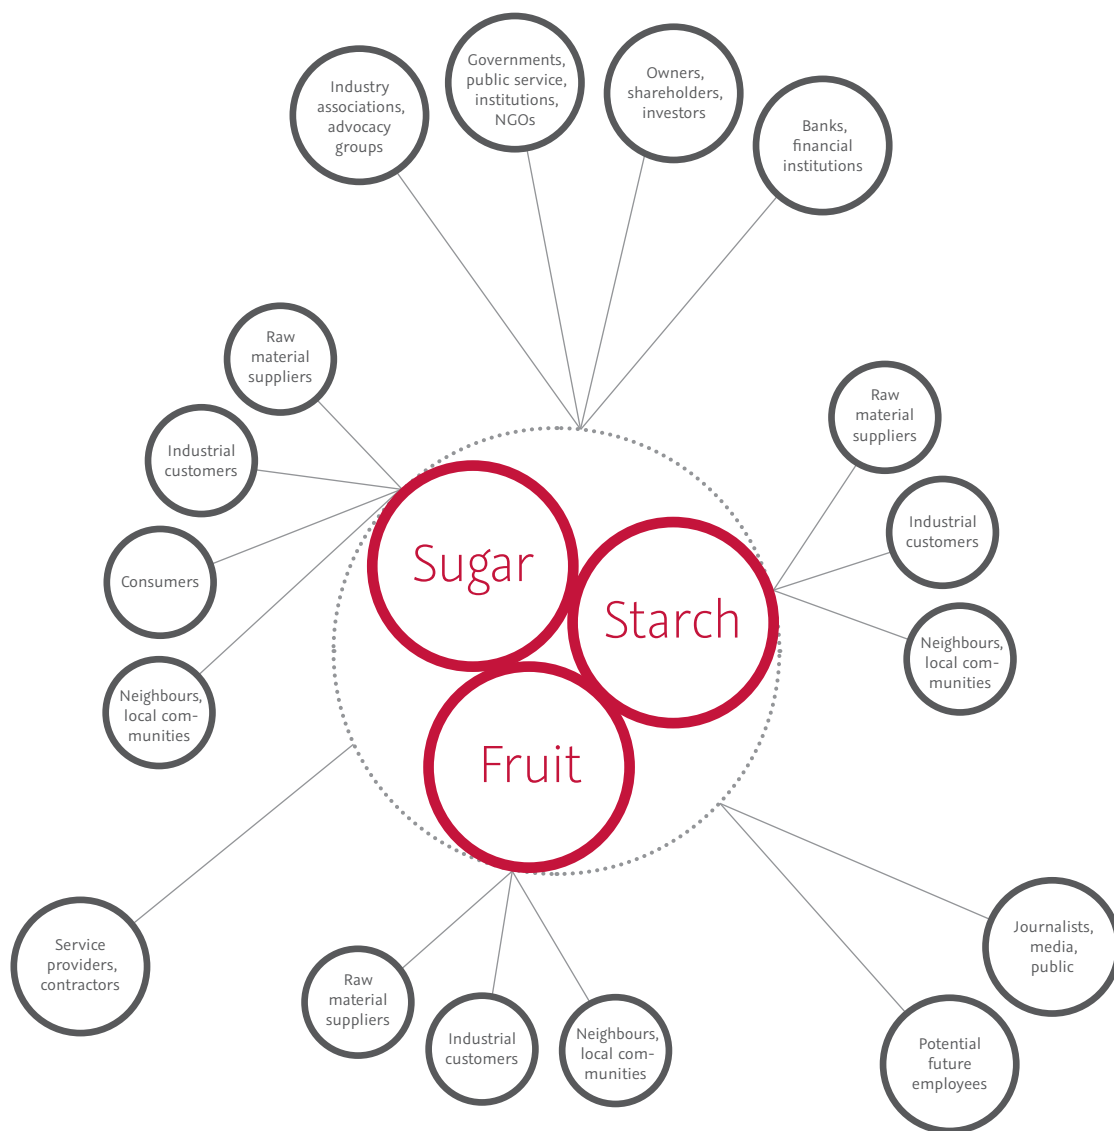 Industry
associations,
advocacy
groups
Governments,
public service,
institutions,
NGOs
Owners,
shareholders,
investors
Banks,
financial
institutions
Raw
material
suppliers
Industrial
customers
Consumers
Neighbours,
local com-
munities
Sugar
Starch
Fruit
Raw
material
suppliers
Industrial
customers
Neighbours,
local com-
munities
Service
providers,
contractors
Raw
material
suppliers
Industrial
customers
Neighbours,
local com-
munities
Journalists,
media,
public
Potential
future
employees